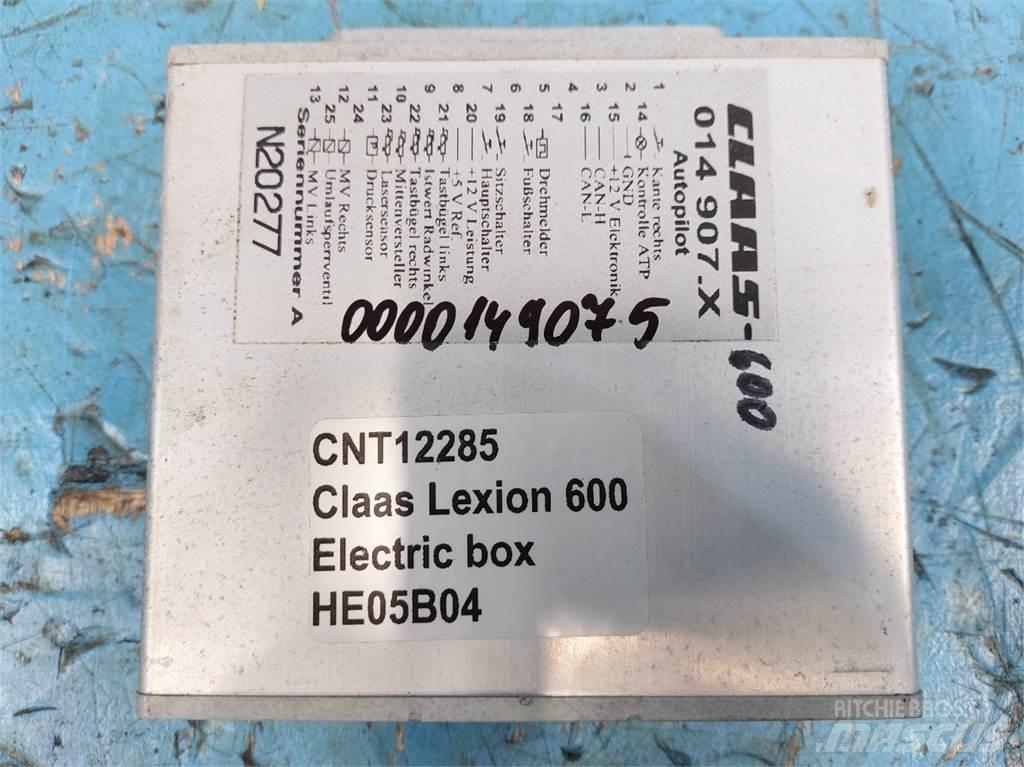 CLAAS-600
014 907.X
Autopilot
1 Kante rechts
14 Kontrolle ATP
2 GND
15 +12 V Elektronik
3 CAN-H
16 CAN-L
4
17
5 Drehmelder
18 Fußschalter
6
19 Sitzschalter
7 Hauptschalter
20 +12 V Leistung
8 +5 V Ref.
21 Tastbügel links
9 Istwert Radwinkel
22 Tastbügel rechts
10 Mittenversteller
23 Lasersensor
11 Drucksensor
24
12 MV Rechts
25 Umlaufsperrventil
13 MV Links
Seriennummer A
N20277
0000149075
CNT12285
Claas Lexion 600
Electric box
HE05B04
RITCHIE BROS
MASCUS